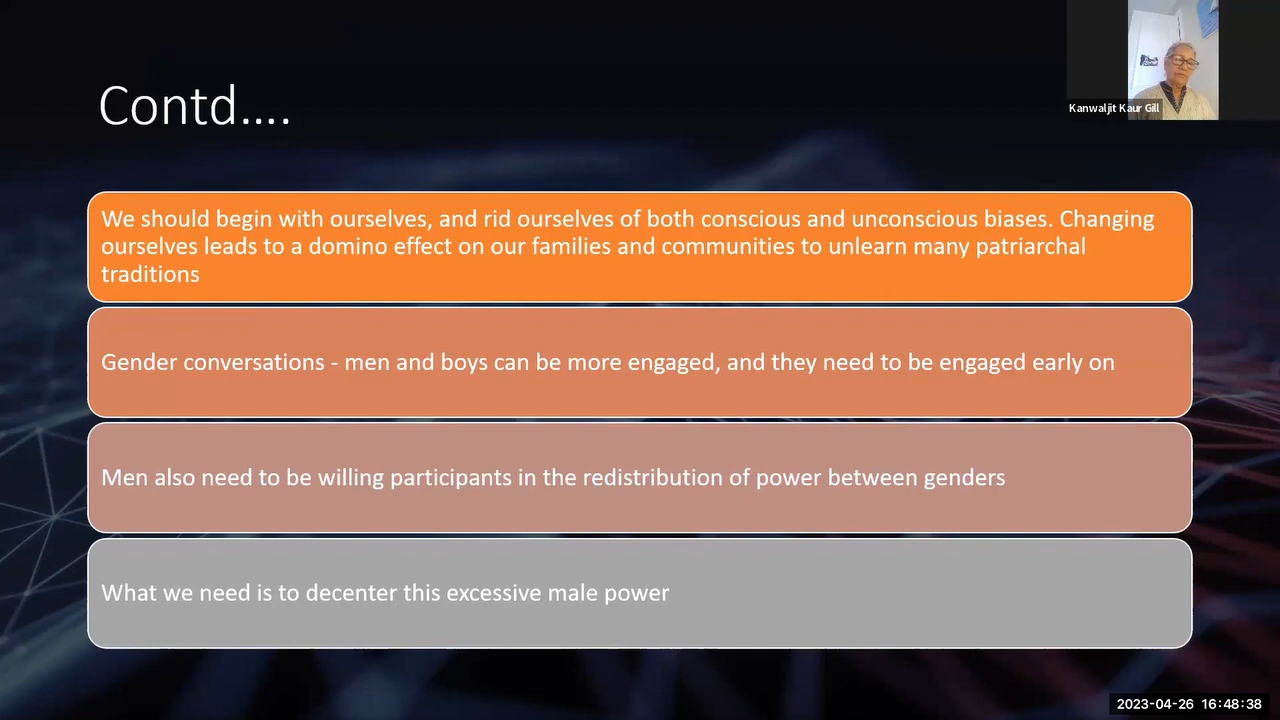 Contd....
Kanwaljit Kaur Gill
We should begin with ourselves, and rid ourselves of both conscious and unconscious biases. Changing
ourselves leads to a domino effect on our families and communities to unlearn many patriarchal
traditions
Gender conversations - men and boys can be more engaged, and they need to be engaged early on
Men also need to be willing participants in the redistribution of power between genders
What we need is to decenter this excessive male power
2023-04-26 16:48:38